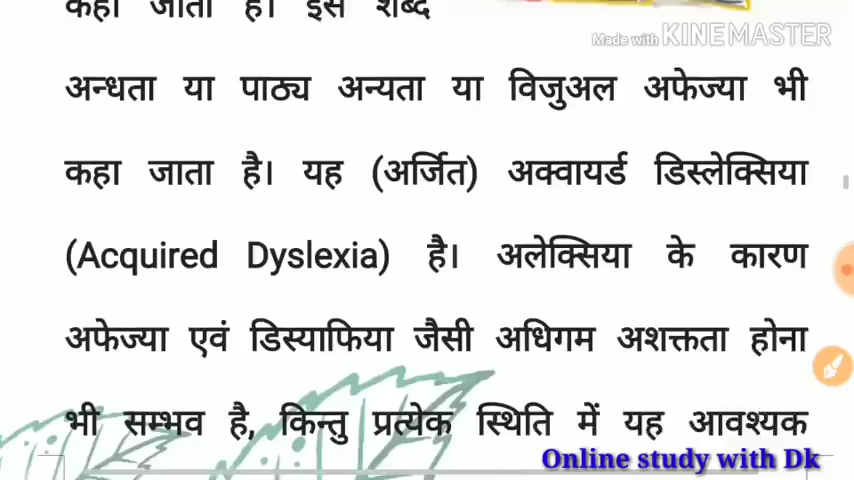 कहा जाता है। इस शब्द
Made with KINEMASTER
अन्धता या पाठ्य अन्यता या विजुअल अफेज्या भी
कहा जाता है। यह (अर्जित) अक्वायर्ड डिस्लेक्सिया
(Acquired Dyslexia) है। अलेक्सिया के कारण
अफेज्या एवं डिस्याफिया जैसी अधिगम अशक्तता होना
भी सम्भव है, किन्तु प्रत्येक स्थिति में यह आवश्यक
Online study with Dk